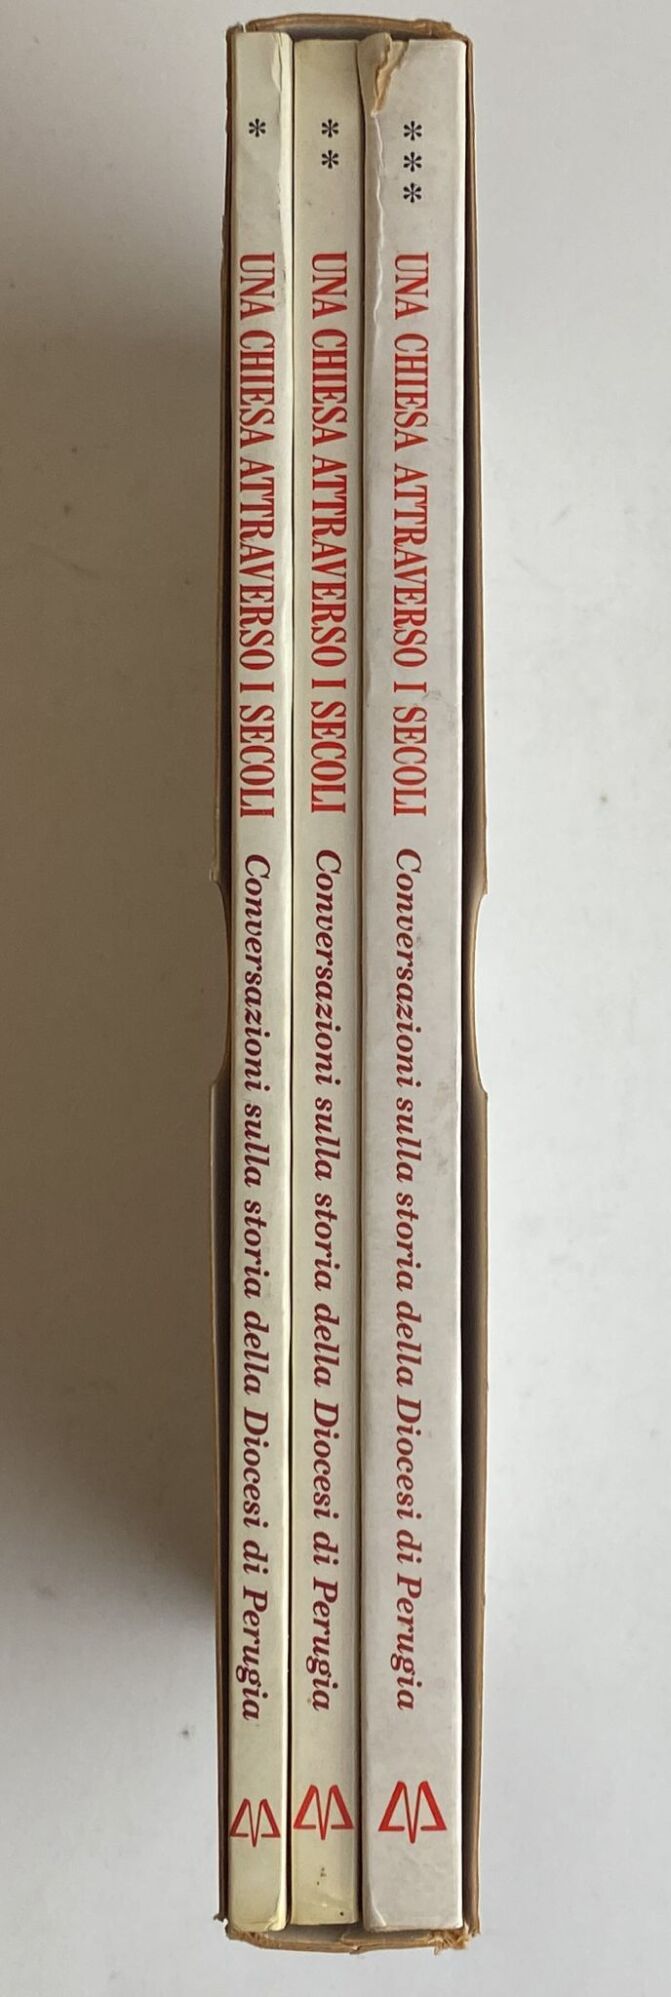 * UNA CHIESA ATTRAVERSO I SECOLI Conversazioni sulla storia della Diocesi di Perugia
** UNA CHIESA ATTRAVERSO I SECOLI Conversazioni sulla storia della Diocesi di Perugia
*** UNA CHIESA ATTRAVERSO I SECOLI Conversazioni sulla storia della Diocesi di Perugia